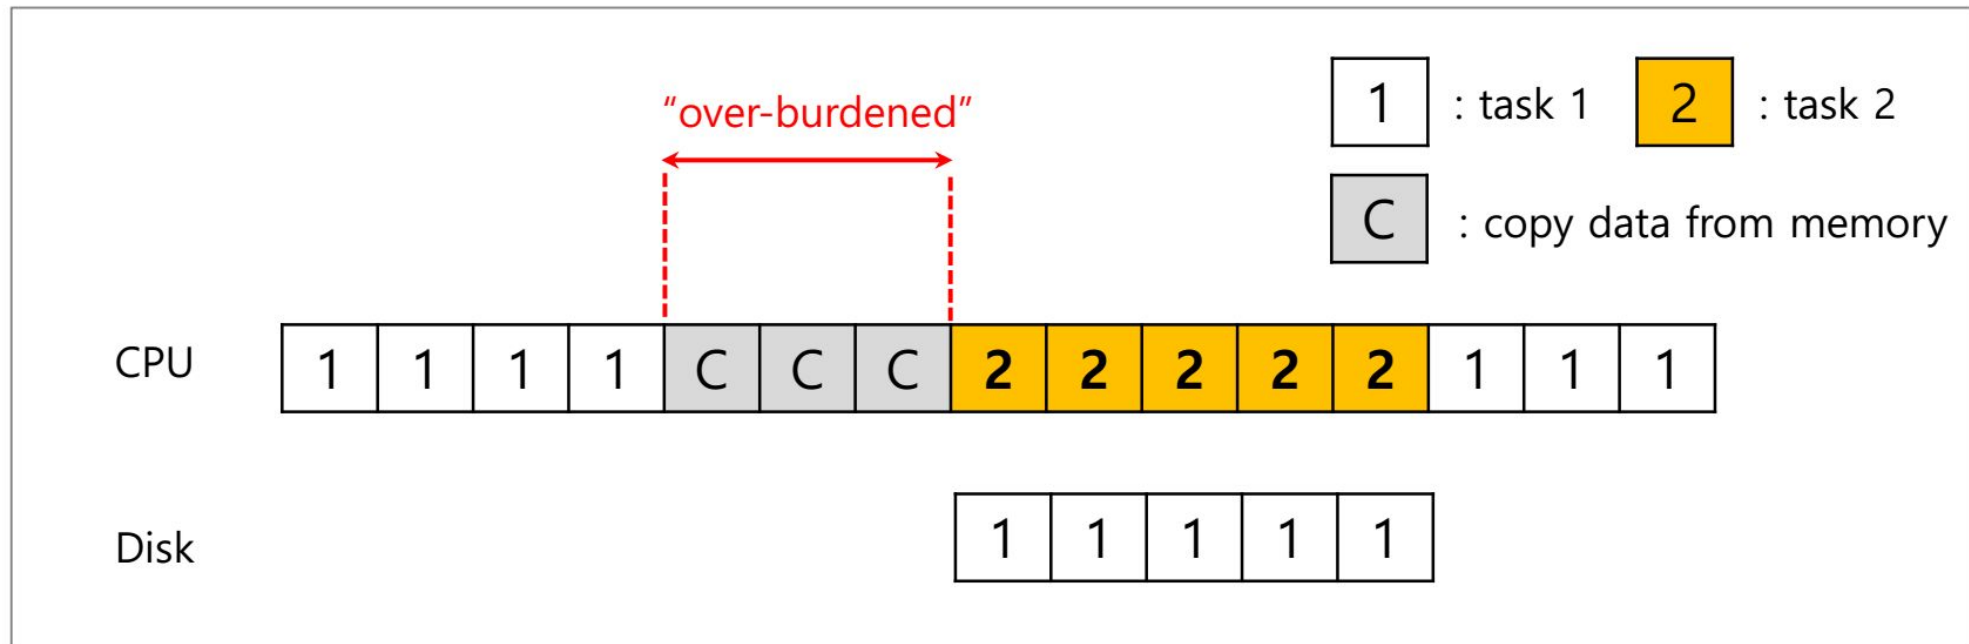 “over-burdened”
1 : task 1 2 : task 2
C : copy data from memory
CPU 1 1 1 1 C C C 2 2 2 2 2 1 1 1
Disk 1 1 1 1 1